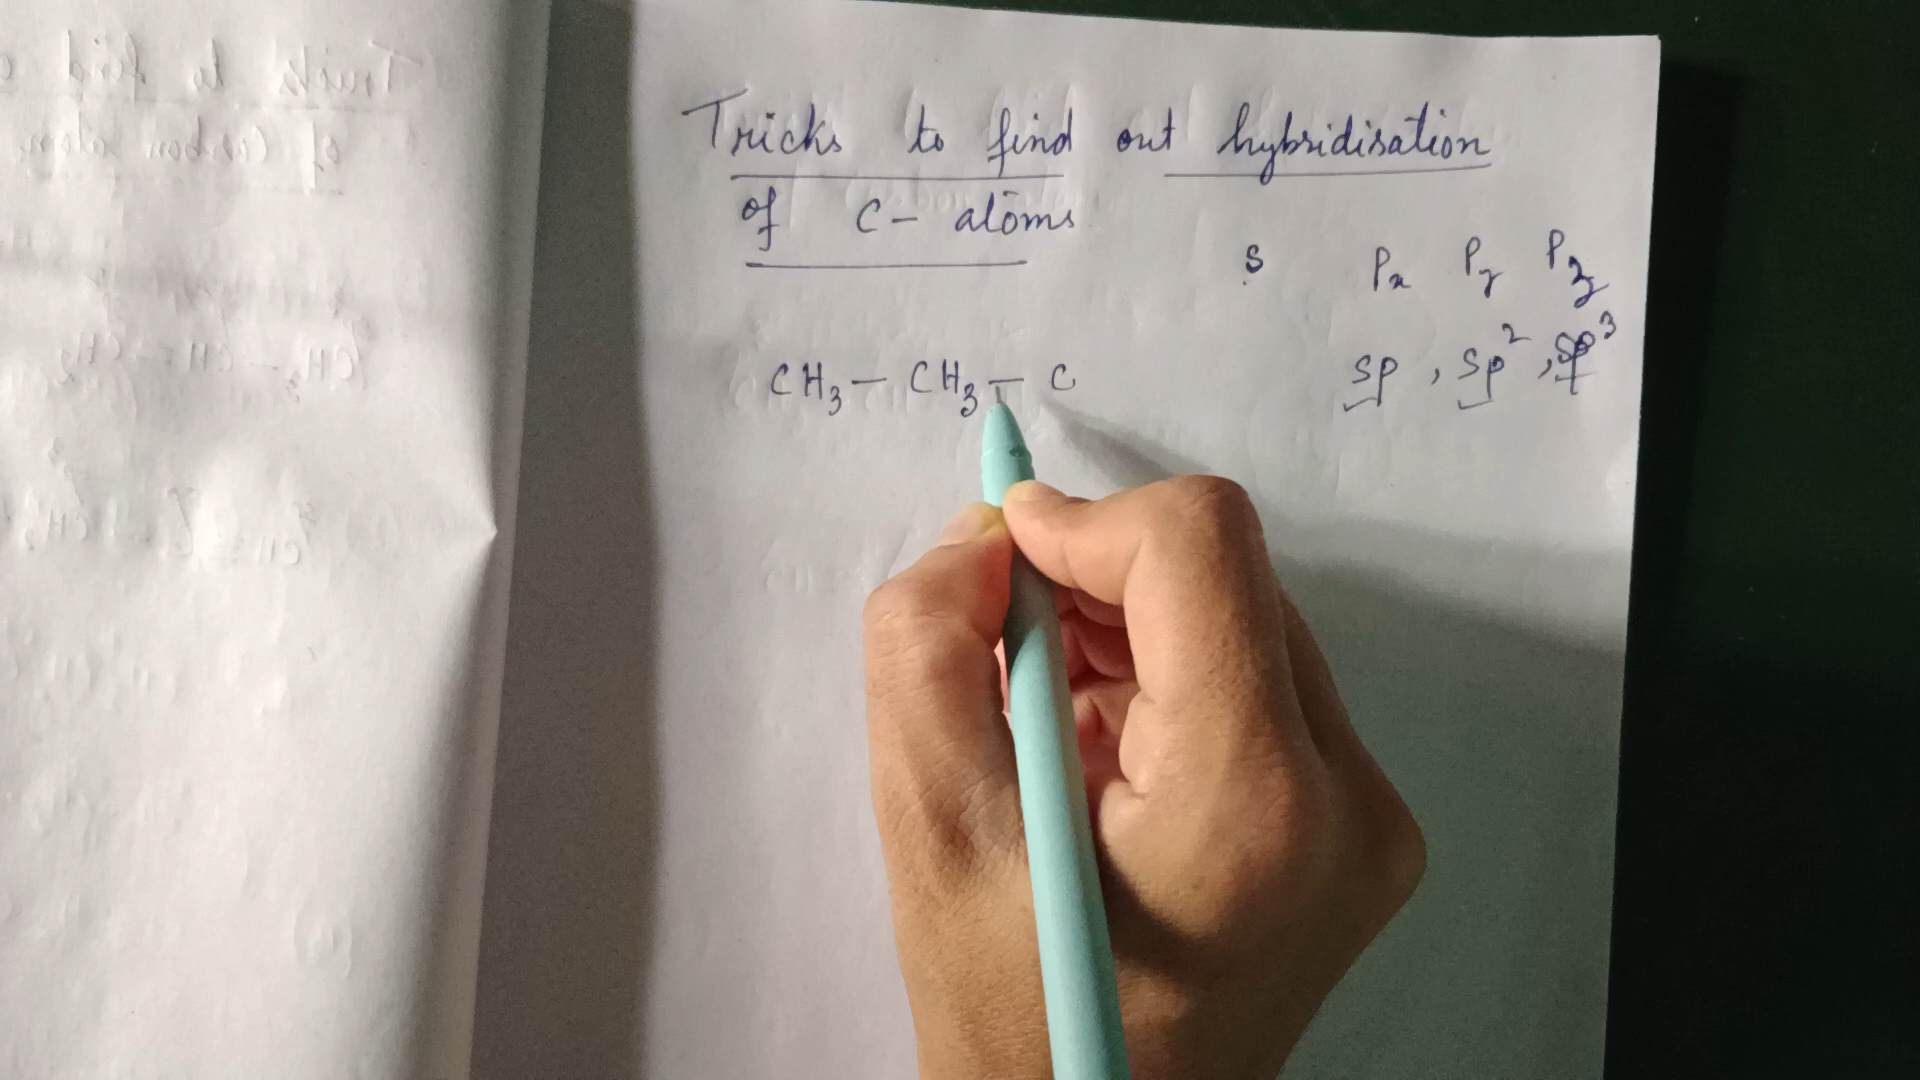 Tricks to find out hybridisation
of C- atoms
S Px Py Pz
sp, sp², sp³
CH₃ - CH₃ - C